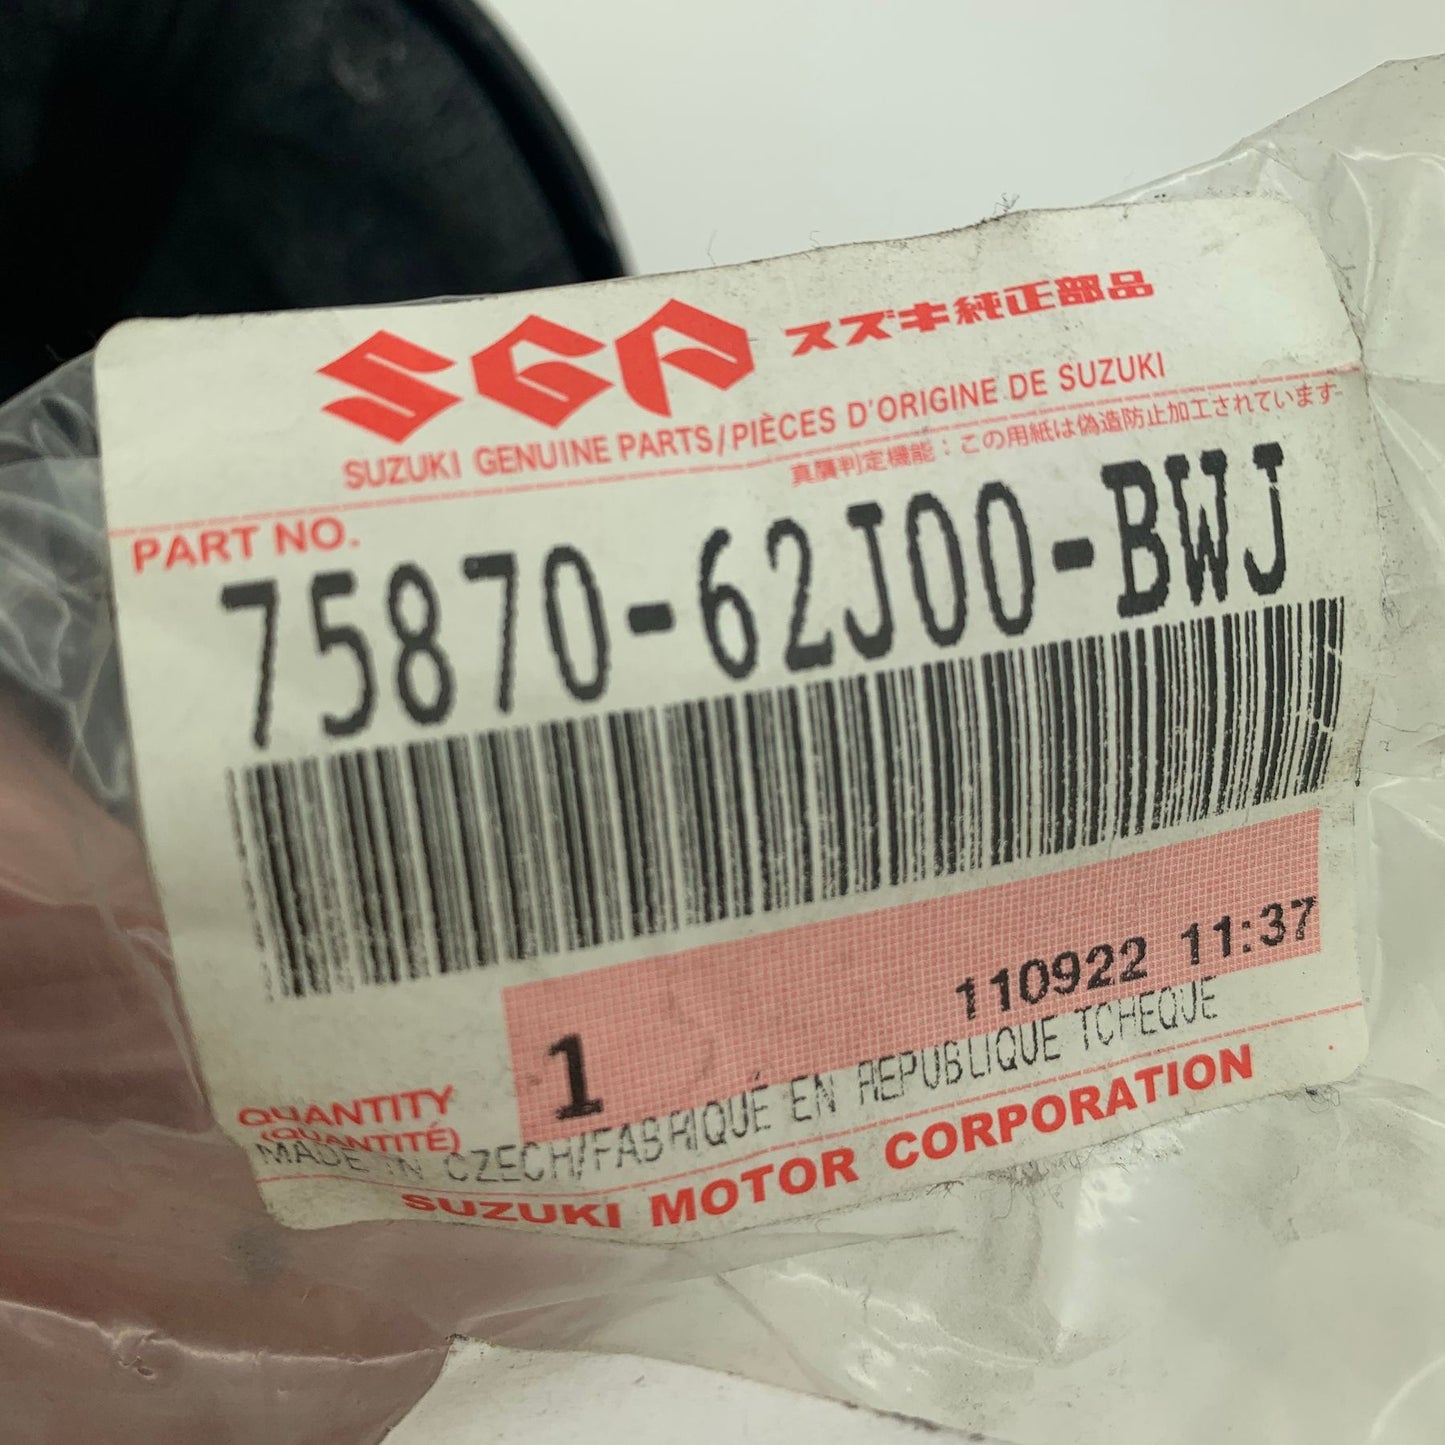 SGP スズキ純正部品
SUZUKI GENUINE PARTS/PIÈCES D'ORIGINE DE SUZUKI
真贋判定機能：この用紙は偽造防止加工されています
PART NO.
75870-62J00-BWJ
110922 11:37
1
QUANTITY
(QUANTITÉ)
MADE IN CZECH/FABRIQUÉ EN REPUBLIQUE TCHEQUE
SUZUKI MOTOR CORPORATION